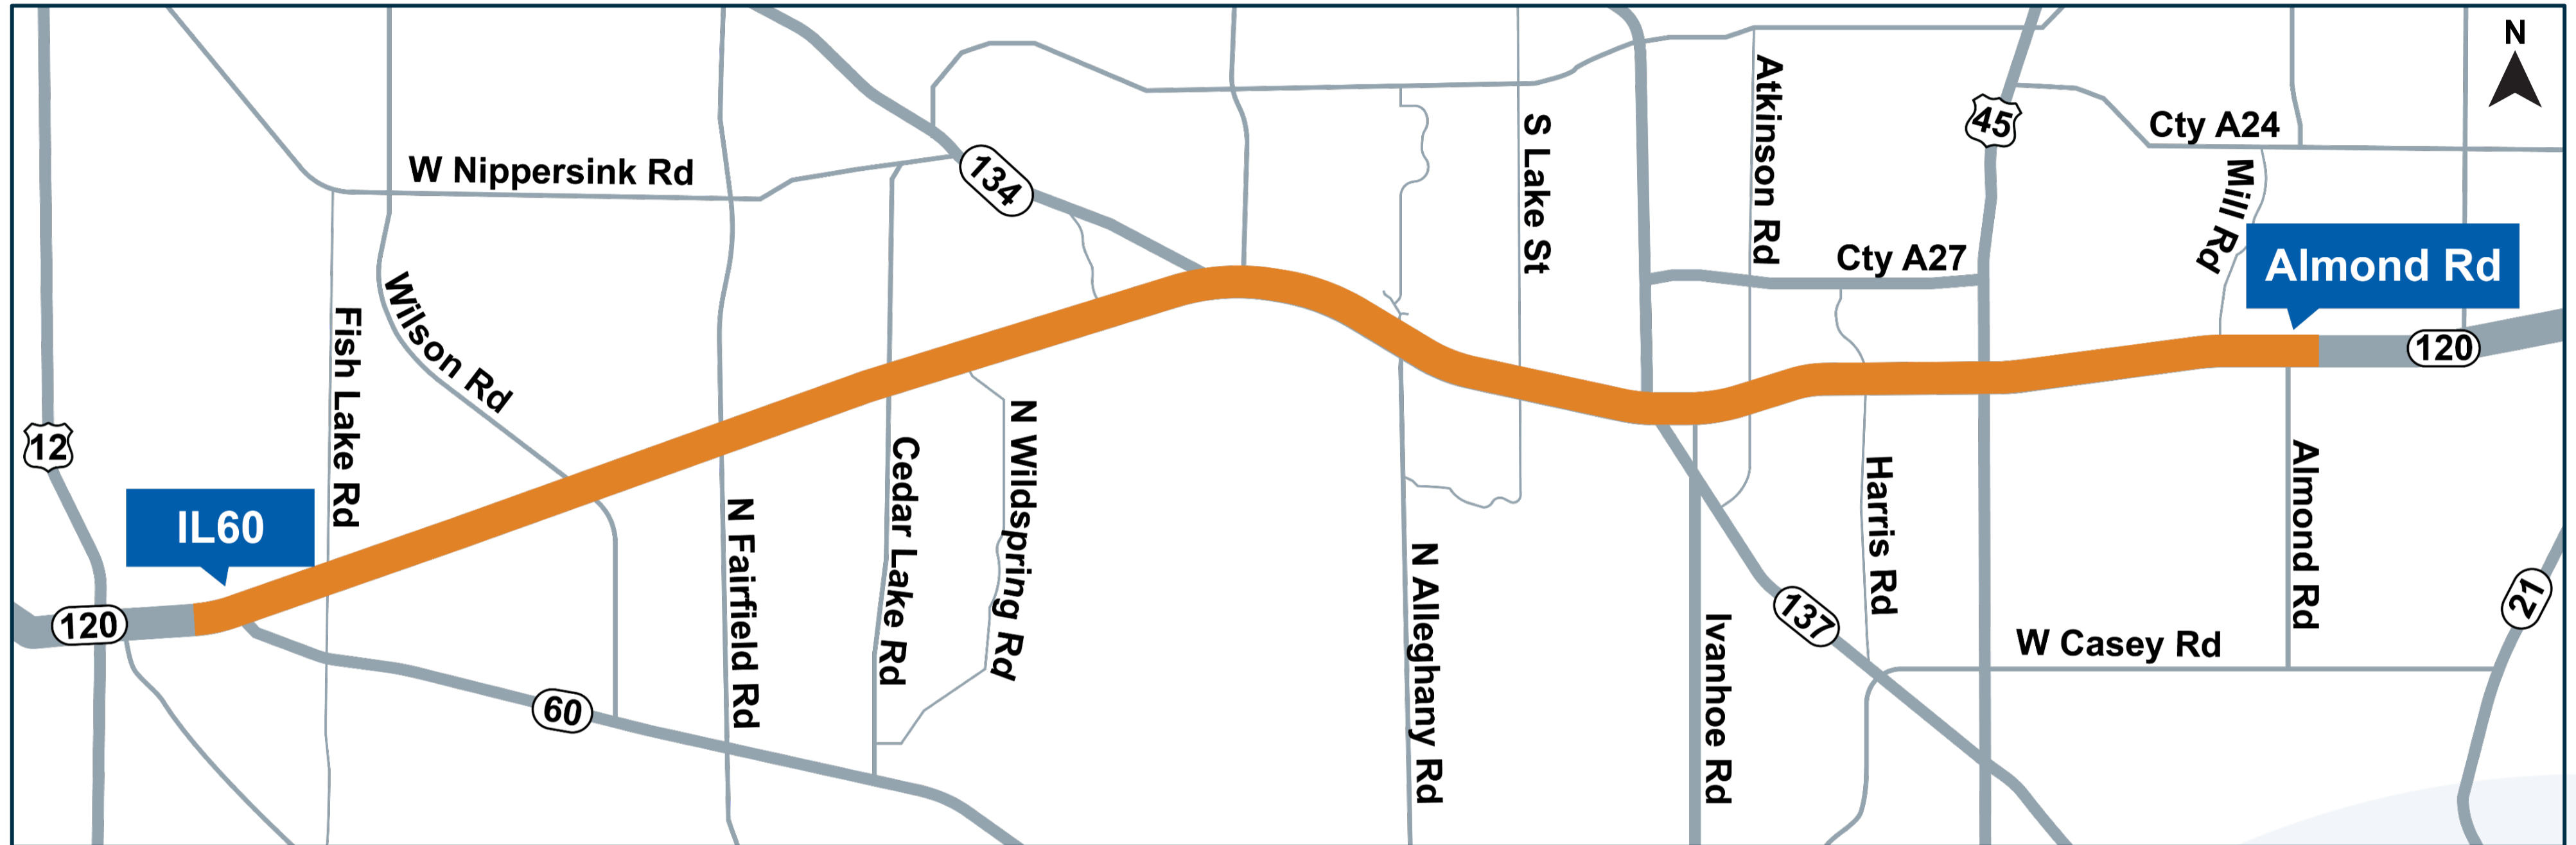 N
W Nippersink Rd
134
S Lake St
Atkinson Rd
45
Cty A24
Mill Rd
Cty A27
Almond Rd
Fish Lake Rd
Wilson Rd
120
12
IL60
Cedar Lake Rd
N Wildspring Rd
N Fairfield Rd
N Alleghany Rd
Harris Rd
Almond Rd
21
120
60
Ivanhoe Rd
137
W Casey Rd